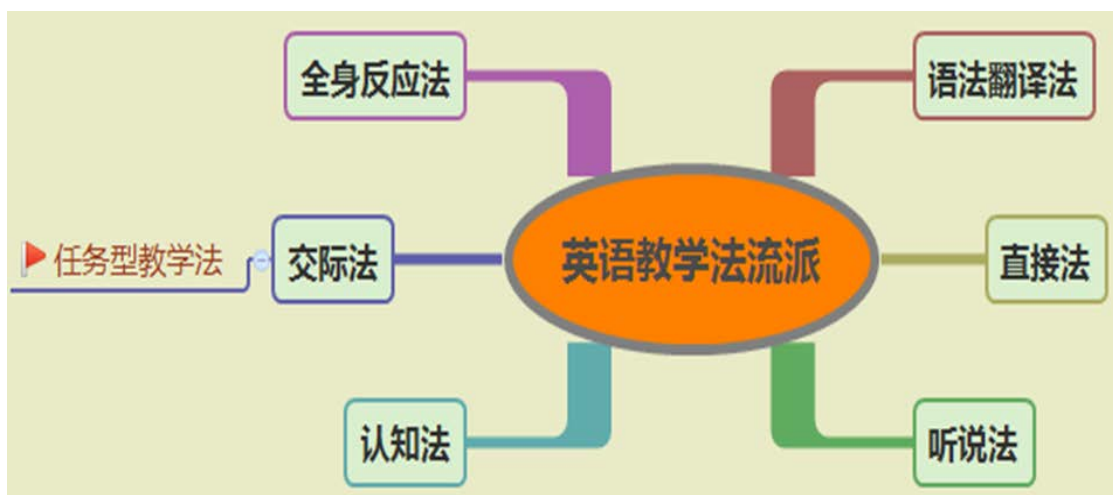 全身反应法
语法翻译法
任务型教学法
交际法
英语教学法流派
直接法
认知法
听说法